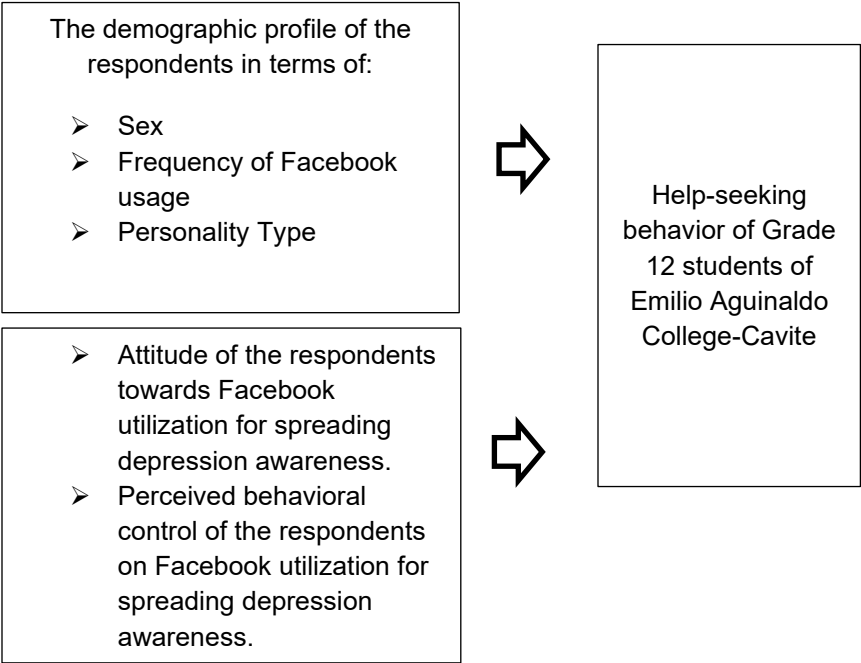 The demographic profile of the
respondents in terms of:
➢ Sex
➢ Frequency of Facebook
usage
➢ Personality Type
➢ Attitude of the respondents
towards Facebook
utilization for spreading
depression awareness.
➢ Perceived behavioral
control of the respondents
on Facebook utilization for
spreading depression
awareness.
Help-seeking
behavior of Grade
12 students of
Emilio Aguinaldo
College-Cavite